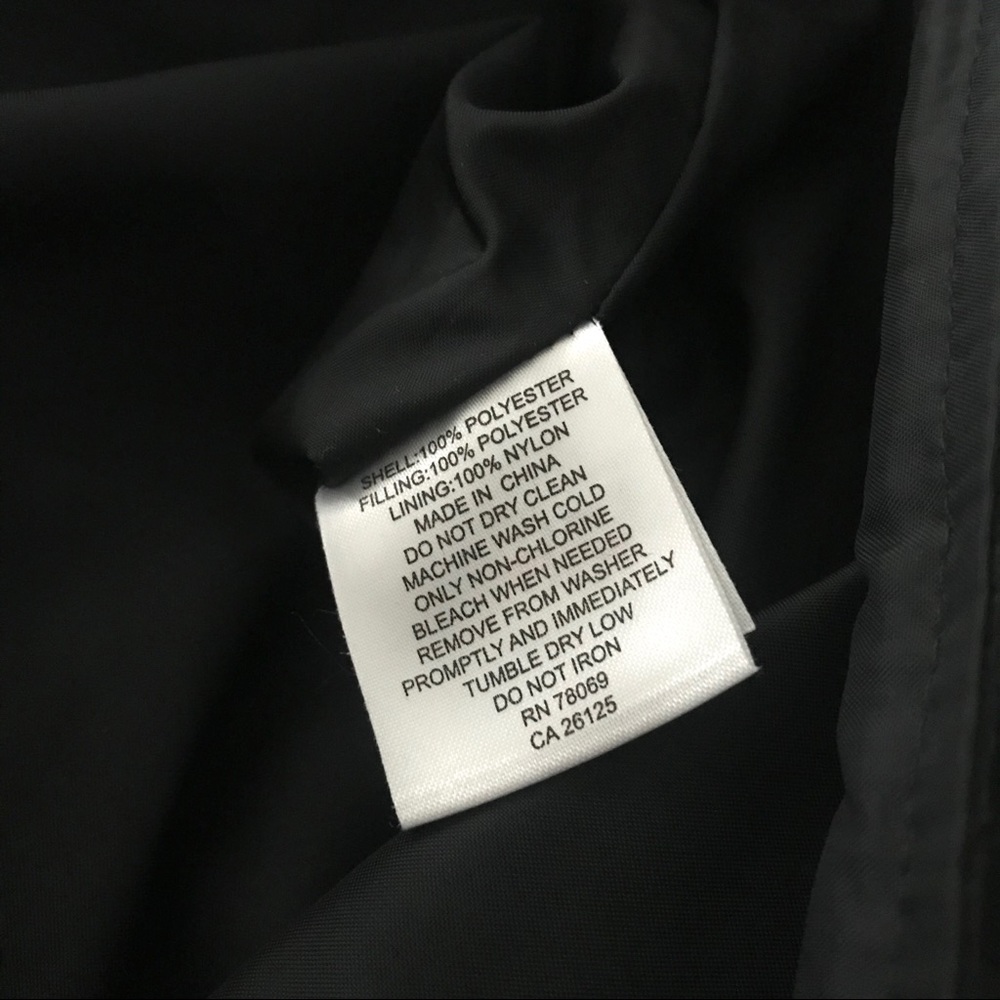 SHELL:100% POLYESTER
FILLING:100% POLYESTER
LINING:100% NYLON
MADE IN CHINA
DO NOT DRY CLEAN
MACHINE WASH COLD
ONLY NON-CHLORINE
BLEACH WHEN NEEDED
REMOVE FROM WASHER
PROMPTLY AND IMMEDIATELY
TUMBLE DRY LOW
DO NOT IRON
RN 78069
CA 26125